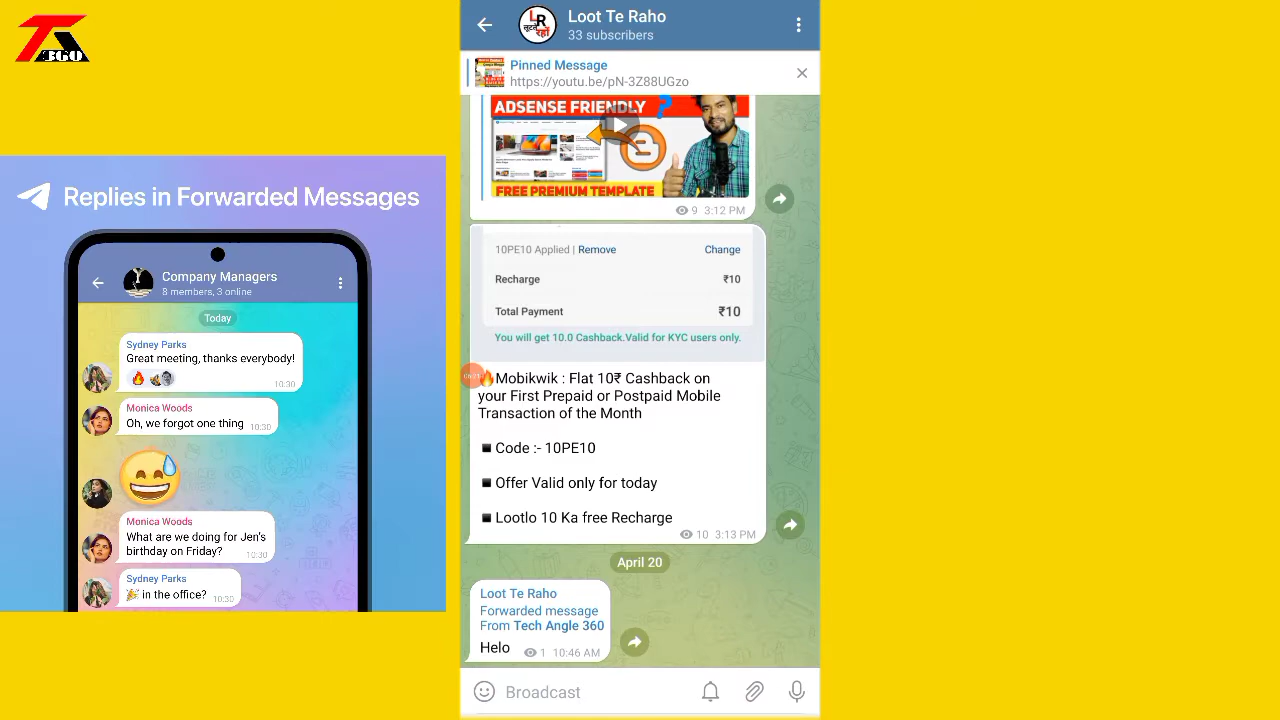 TA
360
Replies in Forwarded Messages
Company Managers
8 members, 3 online
Today
Sydney Parks
Great meeting, thanks everybody!
10:30
Monica Woods
Oh, we forgot one thing 10:30
Monica Woods
What are we doing for Jen's
birthday on Friday? 10:30
Sydney Parks
🎉 in the office? 10:30
LR
लूटते
रहो
Loot Te Raho
33 subscribers
Pinned Message
https://youtu.be/pN-3Z88UGzo
ADSENSE FRIENDLY ?
FREE PREMIUM TEMPLATE
9 3:12 PM
10PE10 Applied | Remove Change
Recharge ₹10
Total Payment ₹10
You will get 10.0 Cashback.Valid for KYC users only.
🔥Mobikwik : Flat 10₹ Cashback on
your First Prepaid or Postpaid Mobile
Transaction of the Month
◾Code :- 10PE10
◾Offer Valid only for today
◾Lootlo 10 Ka free Recharge
10 3:13 PM
April 20
Loot Te Raho
Forwarded message
From Tech Angle 360
Helo 1 10:46 AM
Broadcast